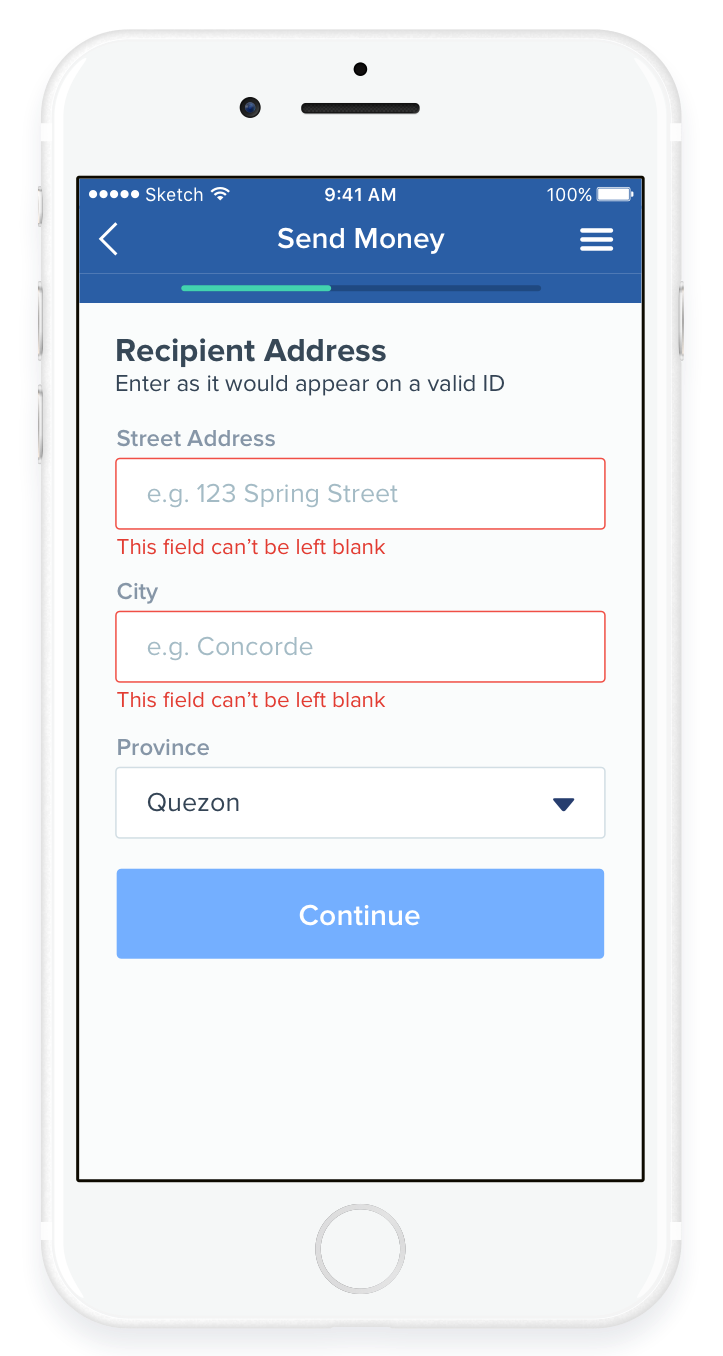 Sketch 9:41 AM 100%
Send Money
Recipient Address
Enter as it would appear on a valid ID
Street Address
e.g. 123 Spring Street
This field can’t be left blank
City
e.g. Concorde
This field can’t be left blank
Province
Quezon
Continue